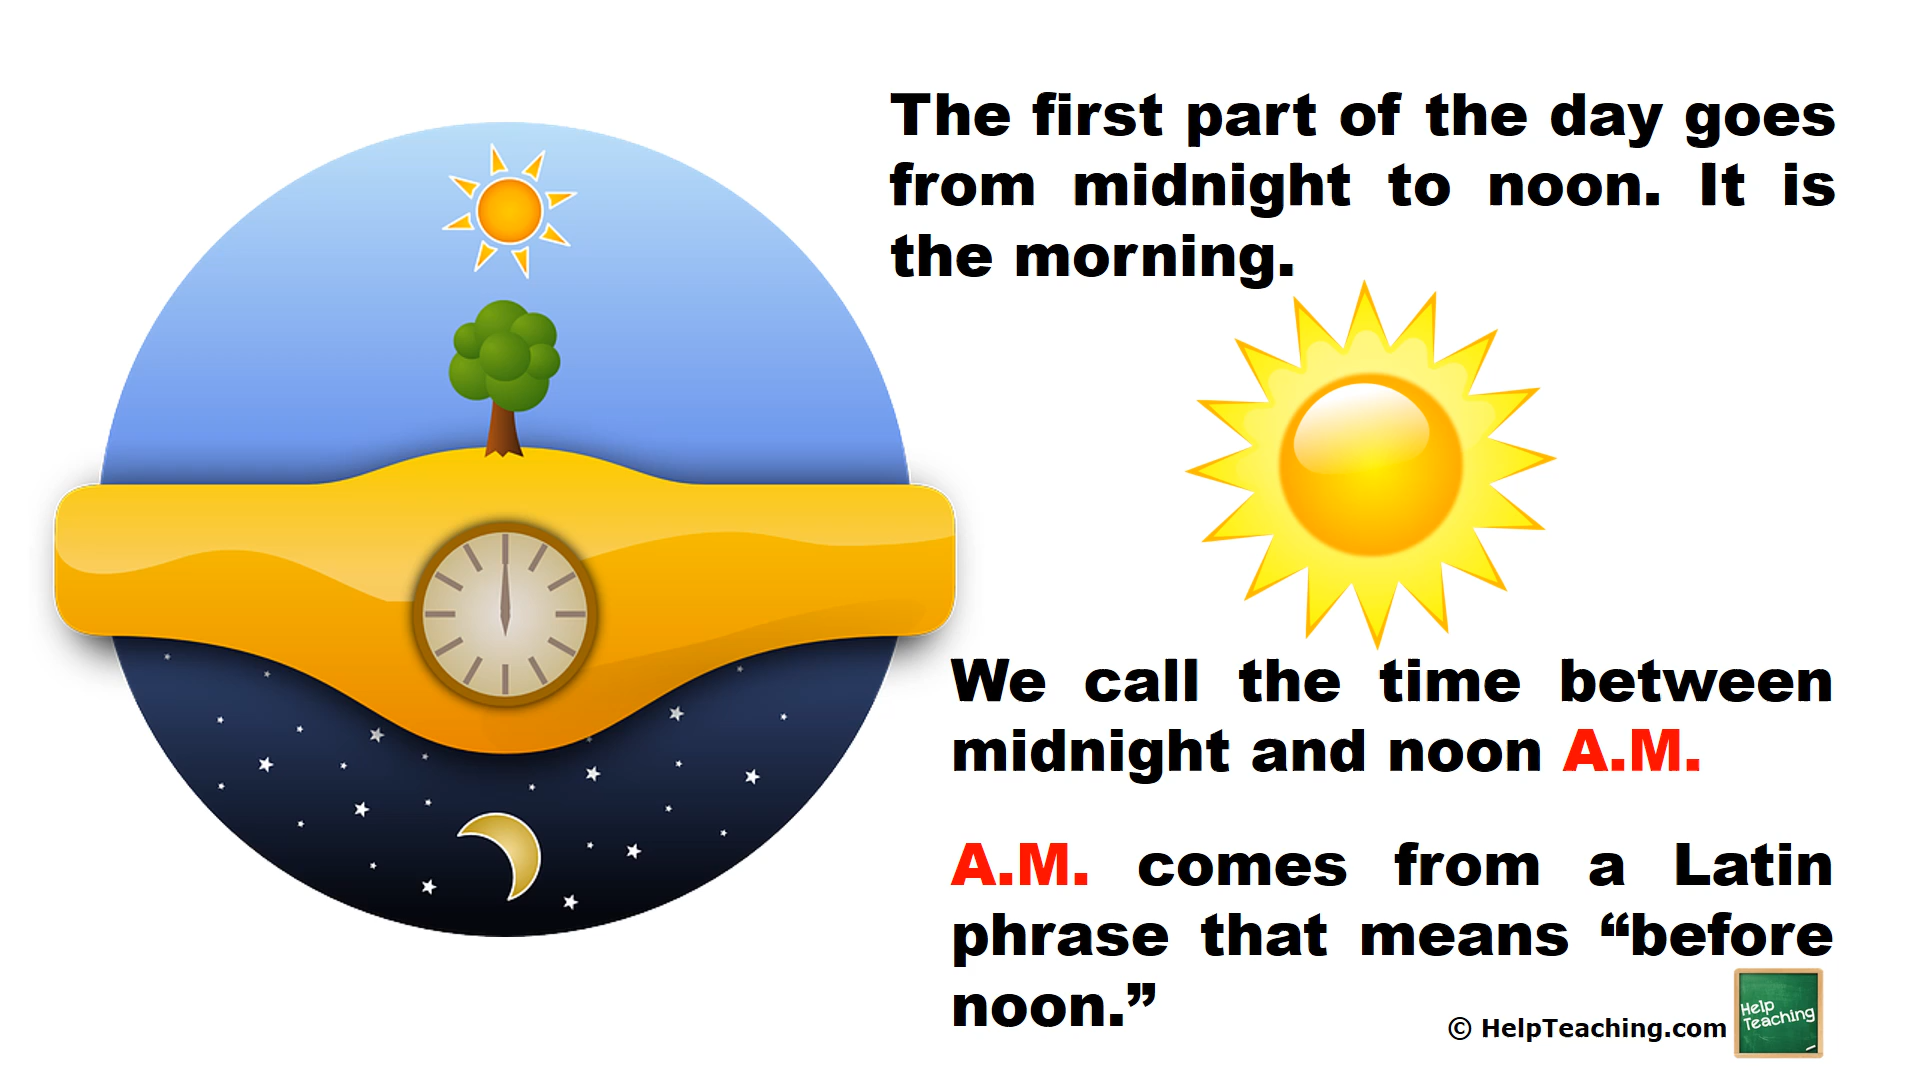 The first part of the day goes
from midnight to noon. It is
the morning.
We call the time between
midnight and noon A.M.
A.M. comes from a Latin
phrase that means “before
noon.”
© HelpTeaching.com
Help
Teaching